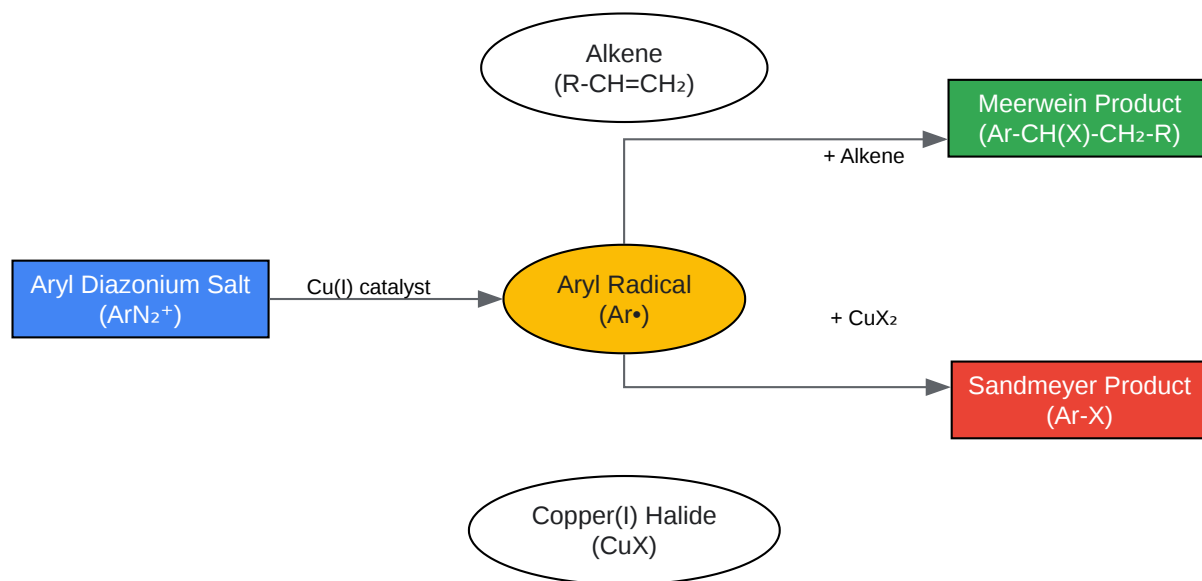 Alkene
(R-CH=CH₂)
Meerwein Product
(Ar-CH(X)-CH₂-R)
+ Alkene
Aryl Diazonium Salt
(ArN₂⁺)
Cu(I) catalyst
Aryl Radical
(Ar•)
+ CuX₂
Sandmeyer Product
(Ar-X)
Copper(I) Halide
(CuX)